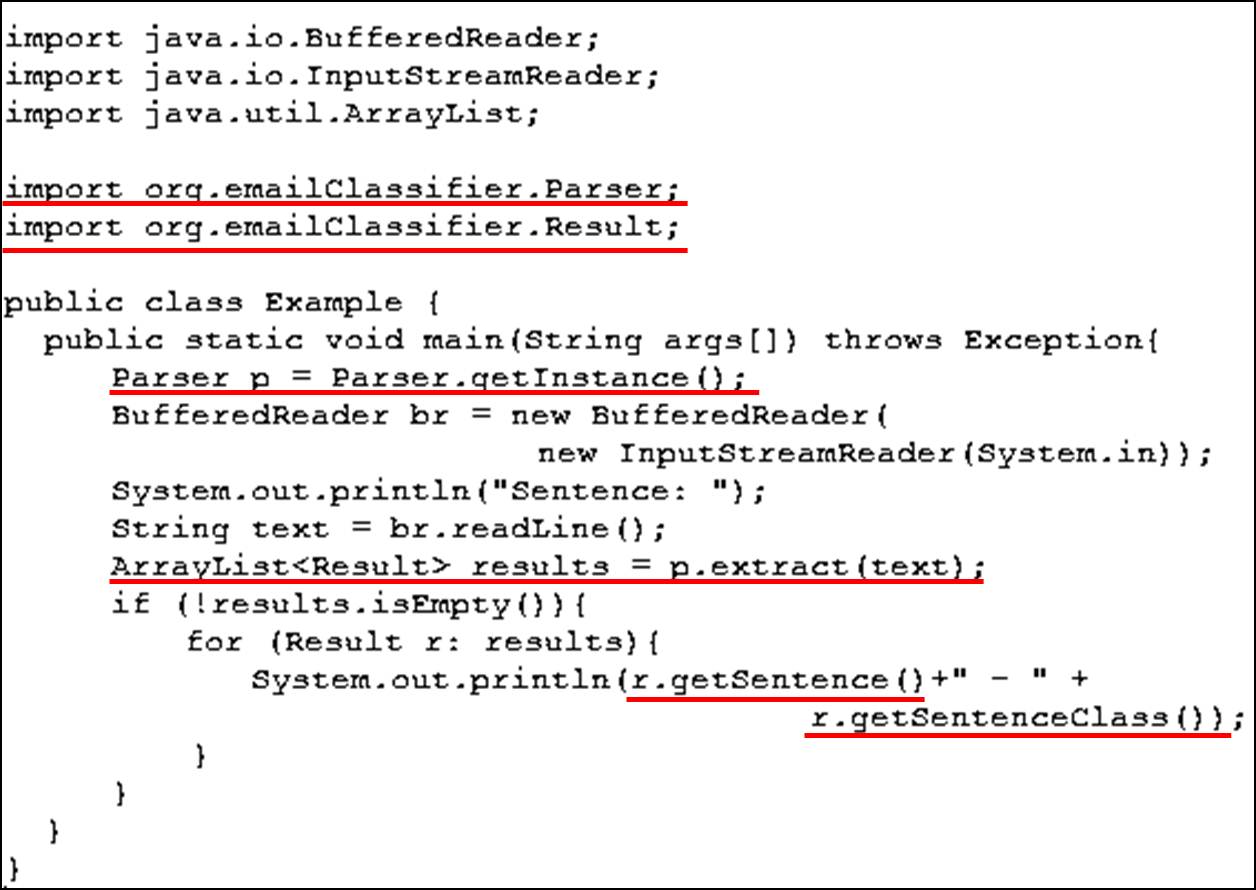 import java.io.BufferedReader;
import java.io.InputStreamReader;
import java.util.ArrayList;
import org.emailClassifier.Parser;
import org.emailClassifier.Result;
public class Example {
public static void main(String args[]) throws Exception{
Parser p = Parser.getInstance();
BufferedReader br = new BufferedReader(
new InputStreamReader(System.in));
System.out.println("Sentence: ");
String text = br.readLine();
ArrayList<Result> results = p.extract(text);
if (!results.isEmpty()){
for (Result r: results){
System.out.println(r.getSentence()+" - " +
r.getSentenceClass());
}
}
}
}